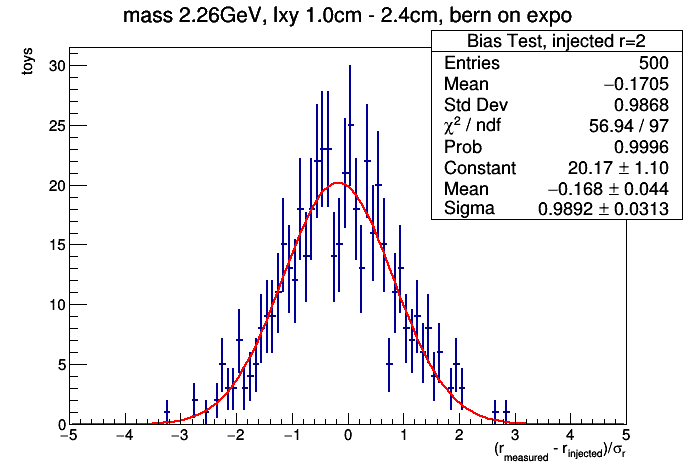 mass 2.26GeV, lxy 1.0cm - 2.4cm, bern on expo
Bias Test, injected r=2
Entries 500
Mean −0.1705
Std Dev 0.9868
χ² / ndf 56.94 / 97
Prob 0.9996
Constant 20.17 ± 1.10
Mean −0.168 ± 0.044
Sigma 0.9892 ± 0.0313
toys
30
25
20
15
10
5
0
−5 −4 −3 −2 −1 0 1 2 3 4 5
(r_measured - r_injected)/σ_r